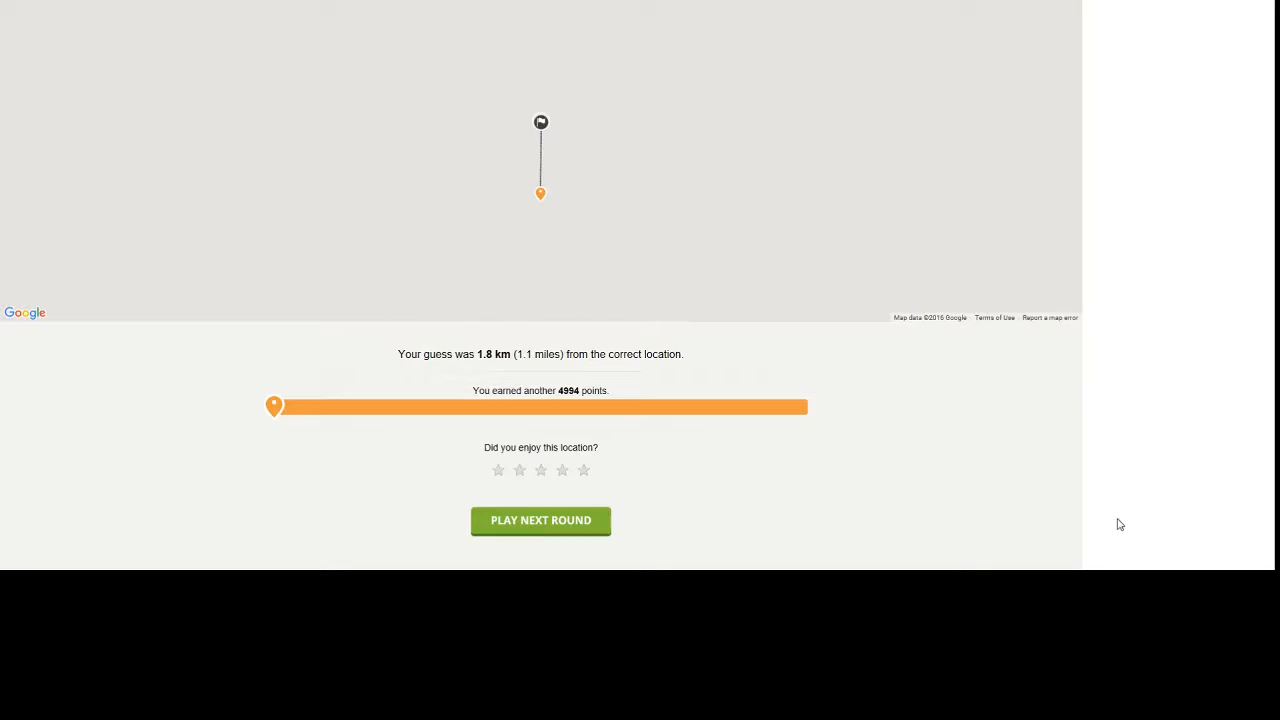 Google
Map data ©2016 Google Terms of Use Report a map error
Your guess was 1.8 km (1.1 miles) from the correct location.
You earned another 4994 points.
Did you enjoy this location?
PLAY NEXT ROUND